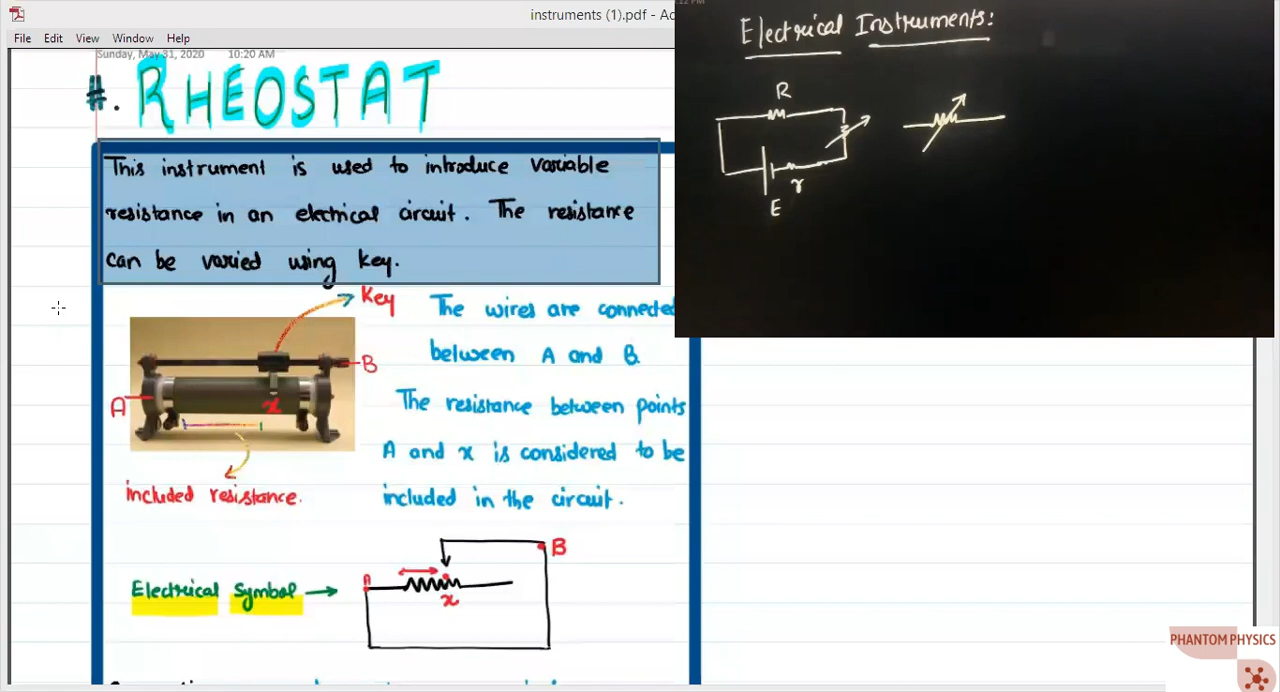 instruments (1).pdf - Ac
File Edit View Window Help
Sunday, May 31, 2020 10:20 AM
#. RHEOSTAT
This instrument is used to introduce variable
resistance in an electrical circuit. The resistance
can be varied using key.
Key
The wires are connected
between A and B.
B
A
x
The resistance between points
A and x is considered to be
included in the circuit.
included resistance.
Electrical Symbol →
A
x
B
Electrical Instruments:
R
r
E
PHANTOM PHYSICS